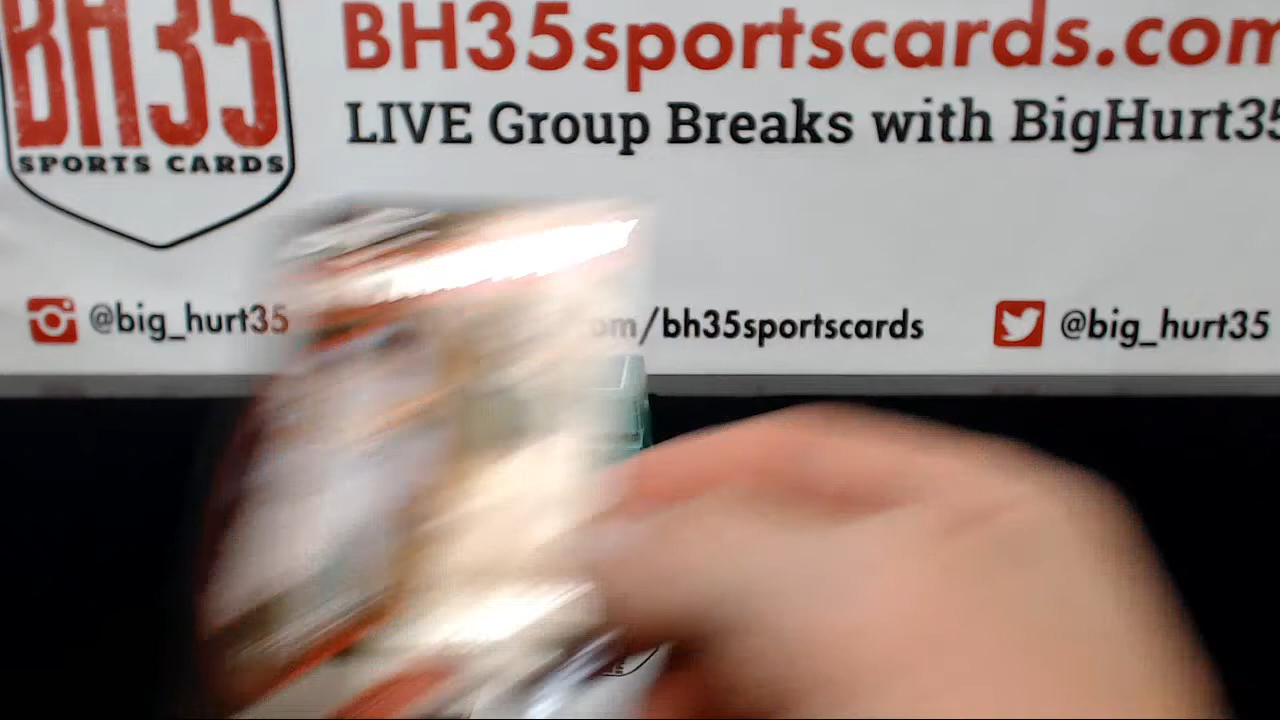 BH35
SPORTS CARDS
BH35sportscards.com
LIVE Group Breaks with BigHurt35
@big_hurt35
om/bh35sportscards
@big_hurt35